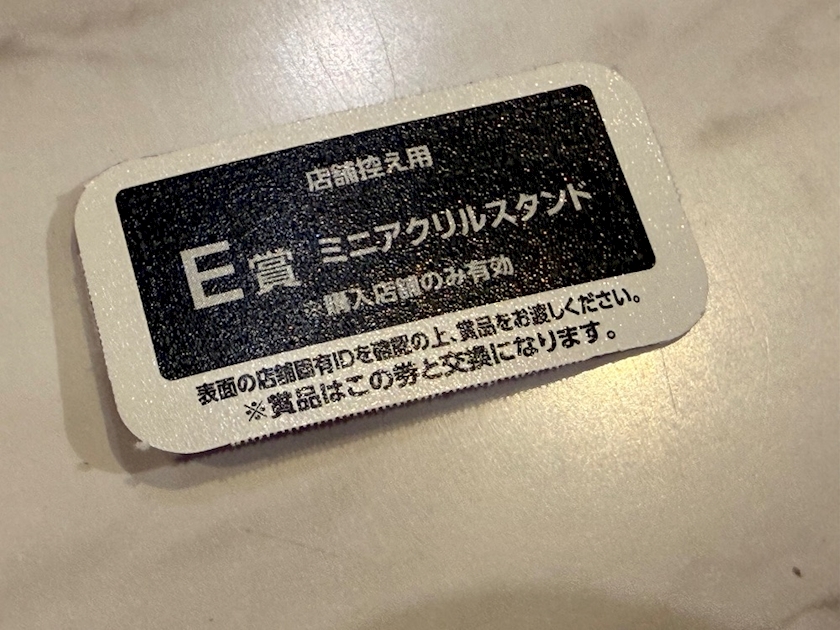 店舗控え用
E賞 ミニアクリルスタンド
※購入店舗のみ有効
表面の店舗固有IDを確認の上、賞品をお渡しください。
※賞品はこの券と交換になります。